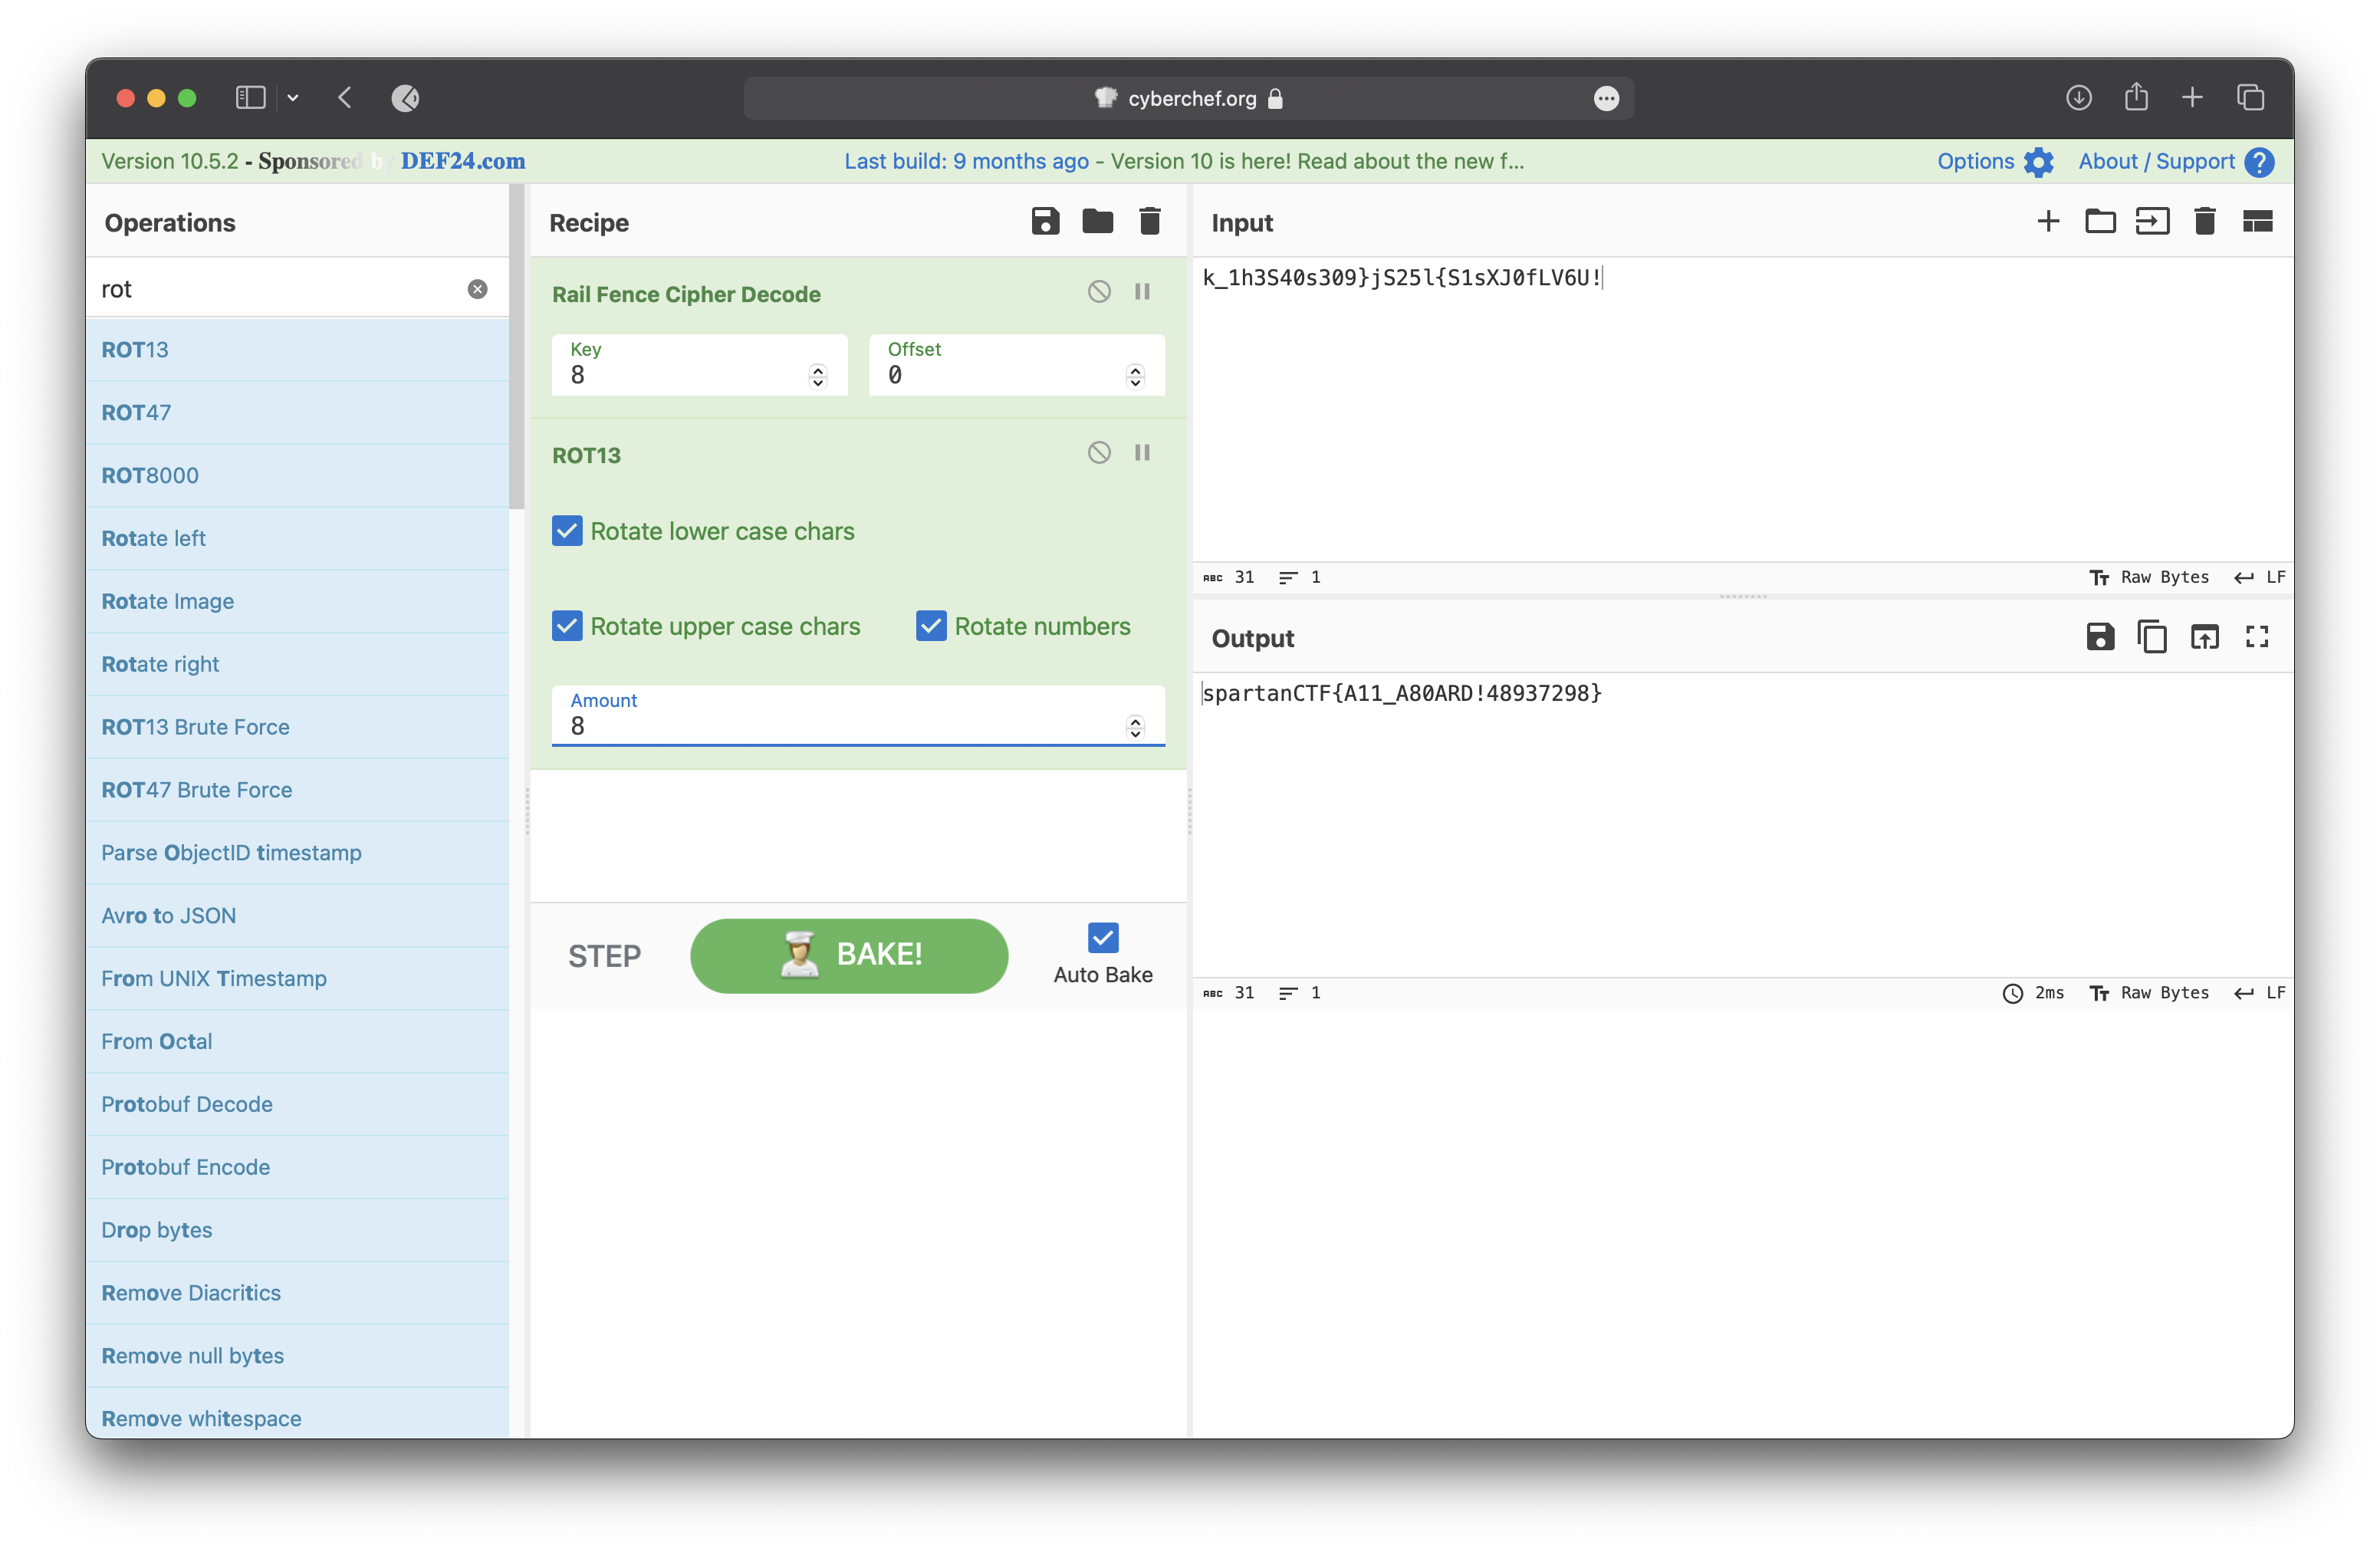 cyberchef.org
Version 10.5.2 - Sponsored by DEF24.com
Last build: 9 months ago - Version 10 is here! Read about the new f...
Options
About / Support
Operations
rot
ROT13
ROT47
ROT8000
Rotate left
Rotate Image
Rotate right
ROT13 Brute Force
ROT47 Brute Force
Parse ObjectID timestamp
Avro to JSON
From UNIX Timestamp
From Octal
Protobuf Decode
Protobuf Encode
Drop bytes
Remove Diacritics
Remove null bytes
Remove whitespace
Recipe
Rail Fence Cipher Decode
Key
8
Offset
0
ROT13
Rotate lower case chars
Rotate upper case chars
Rotate numbers
Amount
8
STEP
BAKE!
Auto Bake
Input
k_1h3S40s309}jS25l{S1sXJ0fLV6U!
ABC 31 1
Raw Bytes LF
Output
spartanCTF{A11_A80ARD!48937298}
ABC 31 1
2ms Raw Bytes LF